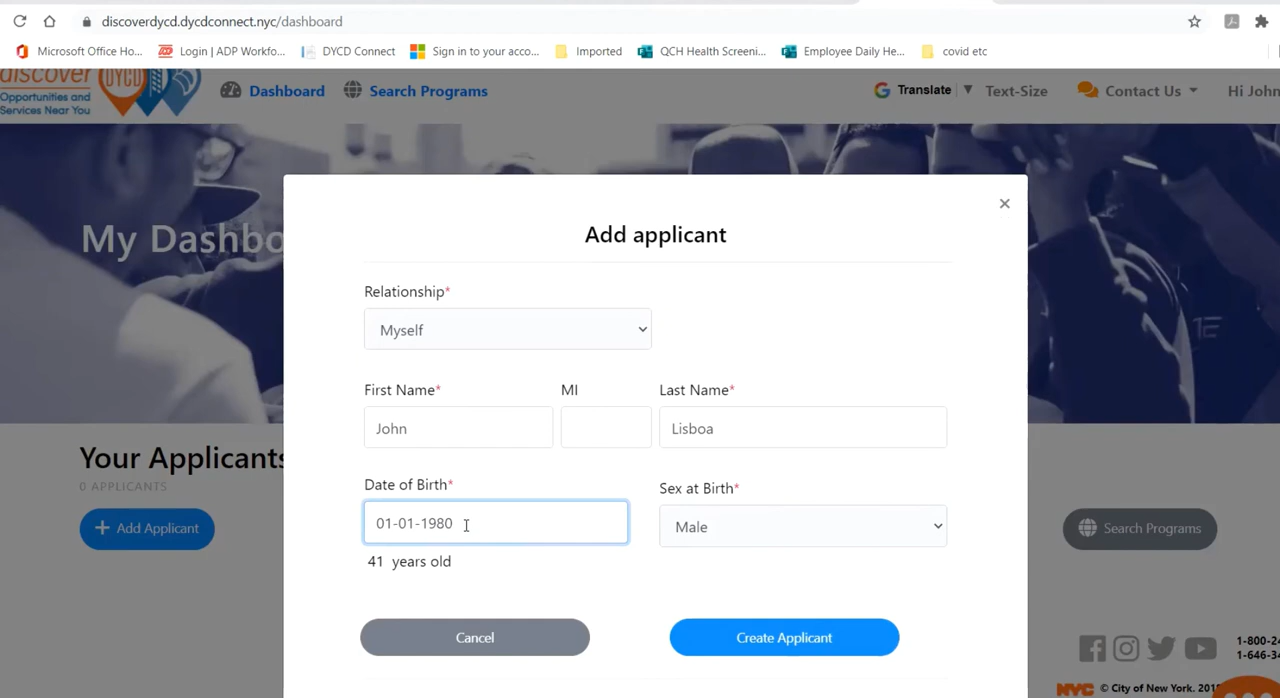 discoverdycd.dycdconnect.nyc/dashboard
Microsoft Office Ho... Login | ADP Workfo... DYCD Connect Sign in to your acco... Imported QCH Health Screeni... Employee Daily He... covid etc
discover DYCD
Opportunities and
Services Near You
Dashboard Search Programs Translate Text-Size Contact Us Hi John
My Dashbo
Add applicant
Relationship*
Myself
First Name* MI Last Name*
John Lisboa
Date of Birth* Sex at Birth*
01-01-1980 Male
41 years old
Cancel Create Applicant
Your Applicants
0 APPLICANTS
Add Applicant Search Programs
1-800-24
1-646-34
NYC © City of New York. 201